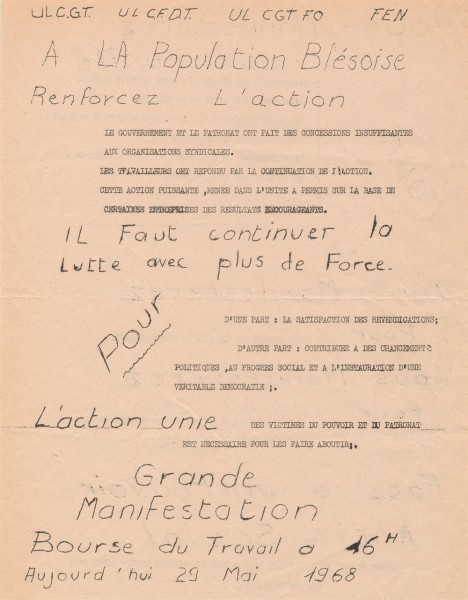 UL.C.GT. UL C.F.D.T. UL CGT FO FEN
A LA Population Blésoise
Renforcez L'action
LE GOUVERNEMENT ET LE PATRONAT ONT FAIT DES CONCESSIONS INSUFFISANTES
AUX ORGANISATIONS SYNDICALES.
LES TRAVAILLEURS ONT REPONDU PAR LA CONTINUATION DE L'ACTION.
CETTE ACTION PUISSANTE ,MENEE DANS L'UNITE A PERMIS SUR LA BASE DE
CERTAINES ENTREPRISES DES RESULTATS ENCOURAGEANTS.
IL Faut continuer la
Lutte avec plus de Force.
Pour
D'UNE PART : LA SATISFACTION DES REVENDICATIONS;
D'AUTRE PART : CONTRIBUER A DES CHANGEMENTS
POLITIQUES ,AU PROGRES SOCIAL ET A L'INSTAURATION D'UNE
VERITABLE DEMOCRATIE ;.
L'action unie DES VICTIMES DU POUVOIR ET DU PATRONAT
EST NECESSAIRE POUR LES FAIRE ABOUTIR;.
Grande
Manifestation
Bourse du Travail a 16H
Aujourd'hui 29 Mai 1968